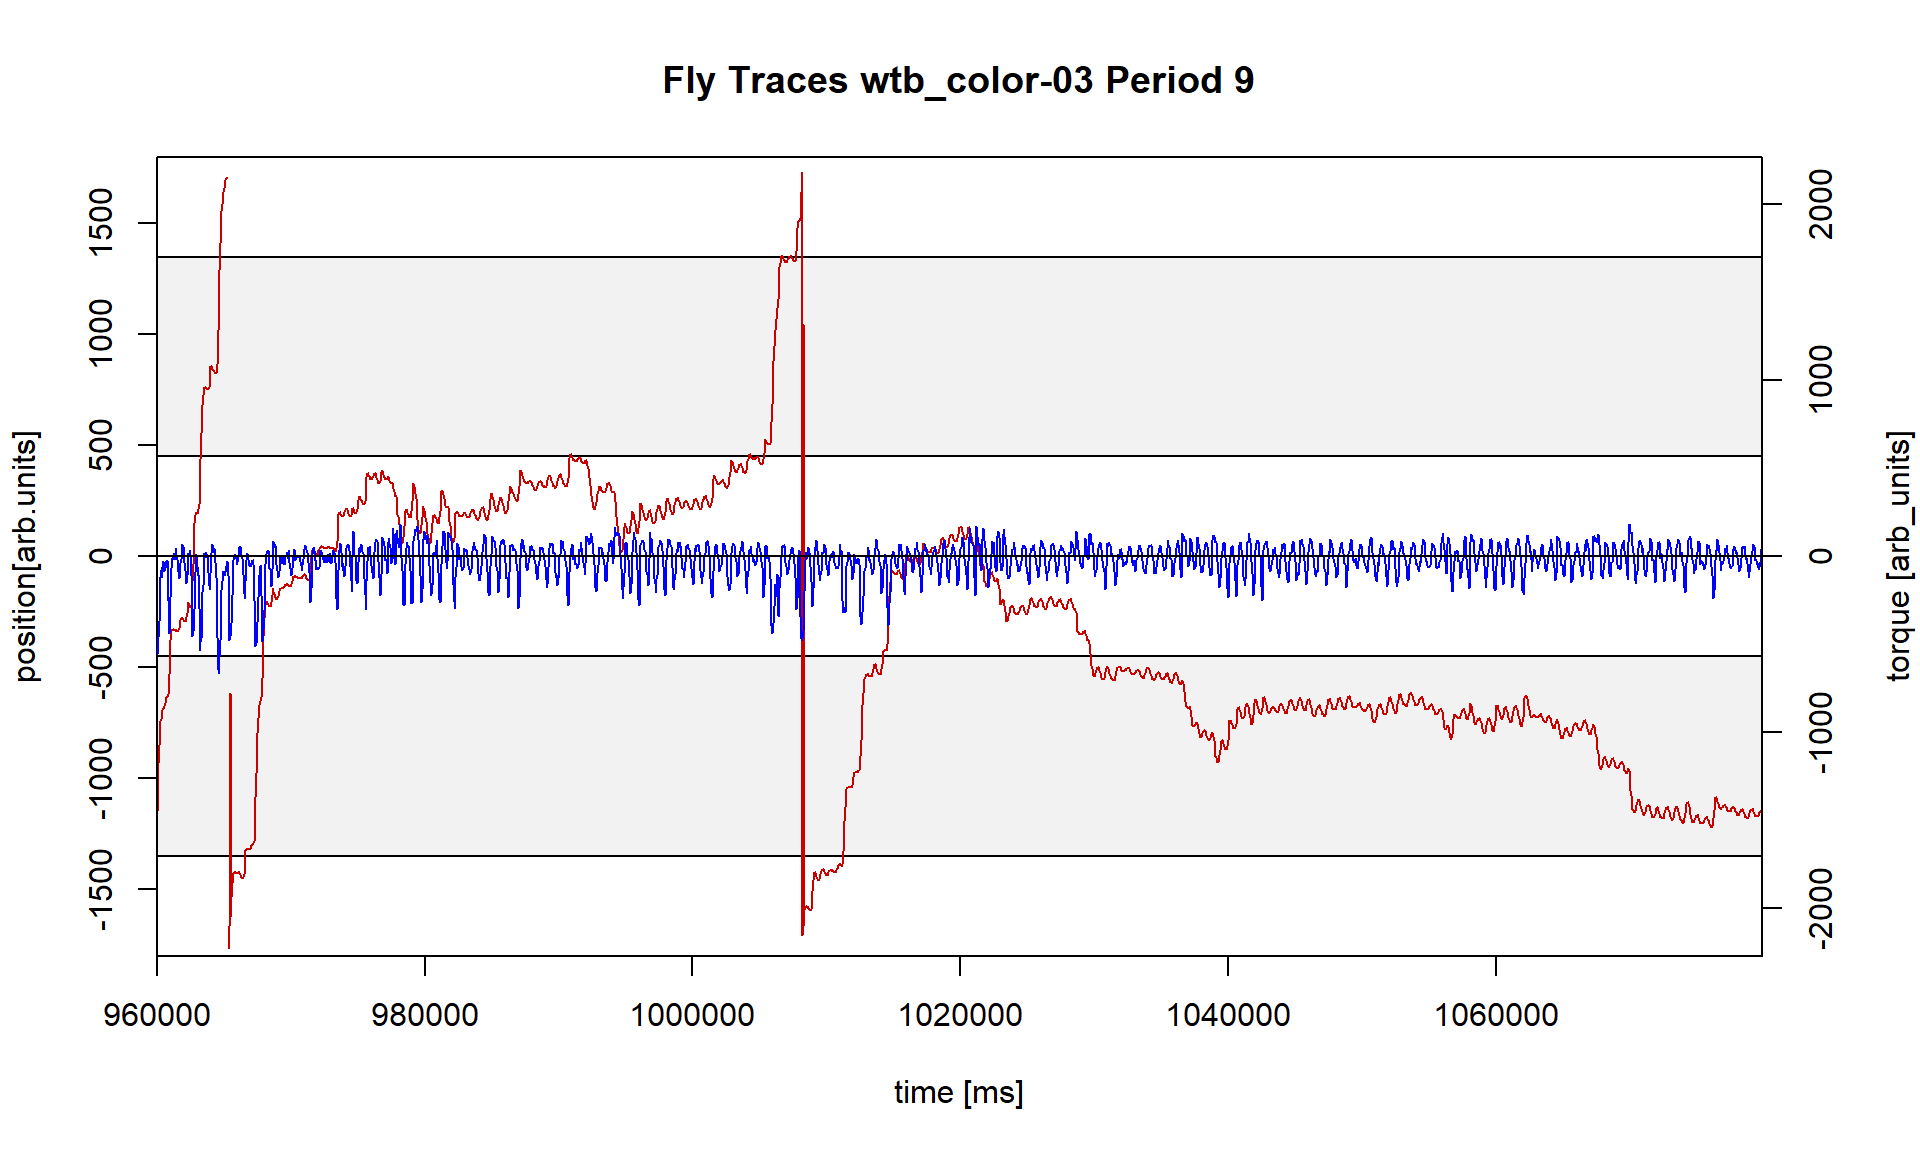 Fly Traces wtb_color-03 Period 9
position[arb.units]
1500
1000
500
0
-500
-1000
-1500
torque [arb_units]
2000
1000
0
-1000
-2000
960000 980000 1000000 1020000 1040000 1060000
time [ms]